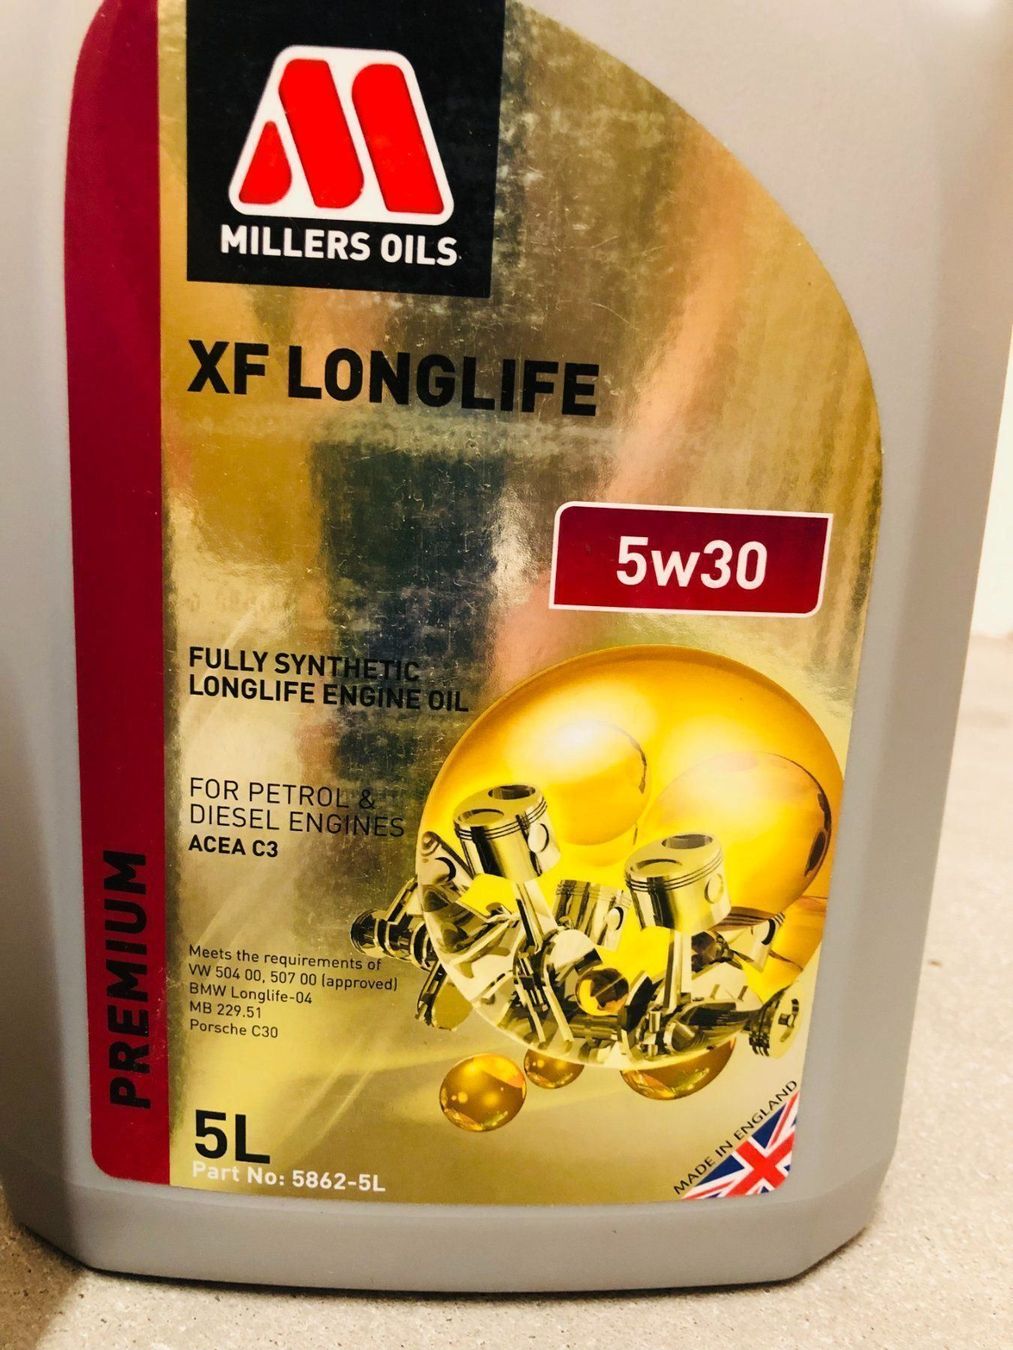 MILLERS OILS
XF LONGLIFE
5w30
FULLY SYNTHETIC
LONGLIFE ENGINE OIL
FOR PETROL &
DIESEL ENGINES
ACEA C3
PREMIUM
Meets the requirements of
VW 504 00, 507 00 (approved)
BMW Longlife-04
MB 229.51
Porsche C30
5L
Part No: 5862-5L
MADE IN ENGLAND